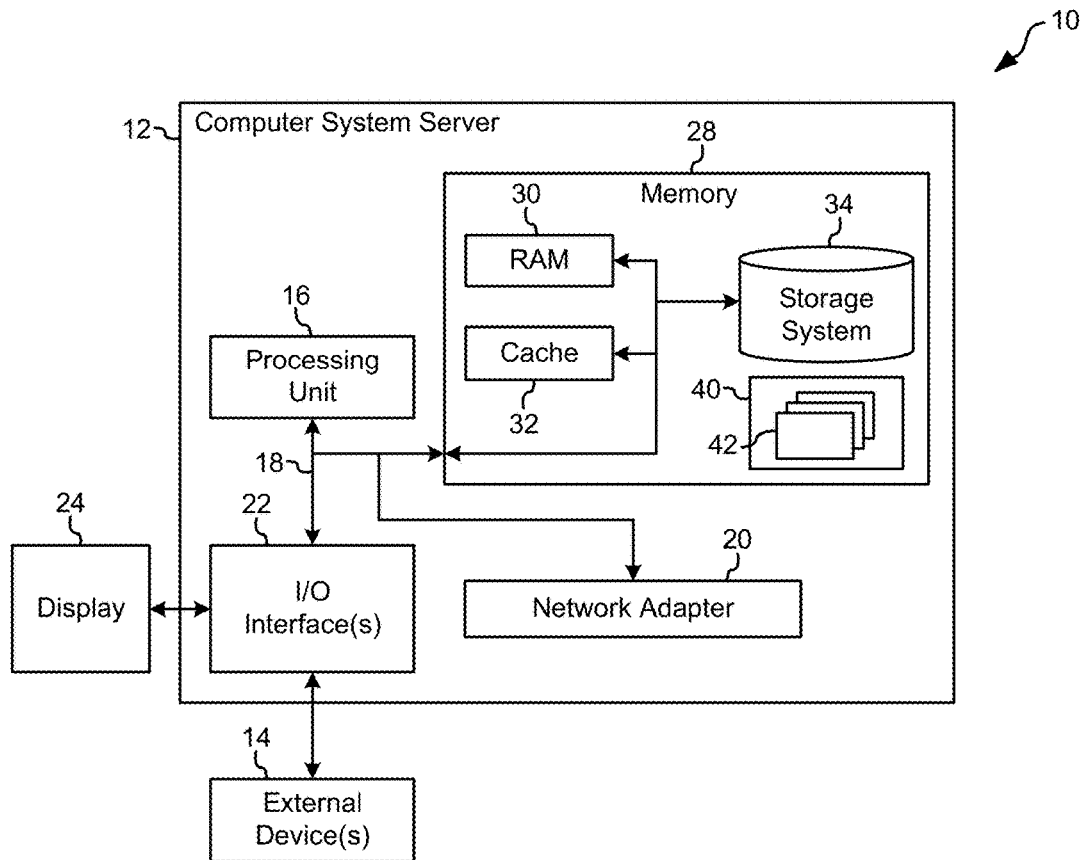 10
12
Computer System Server
28
Memory
30
RAM
34
Storage
System
16
Processing
Unit
Cache
32
40
42
18
24
Display
22
I/O
Interface(s)
20
Network Adapter
14
External
Device(s)